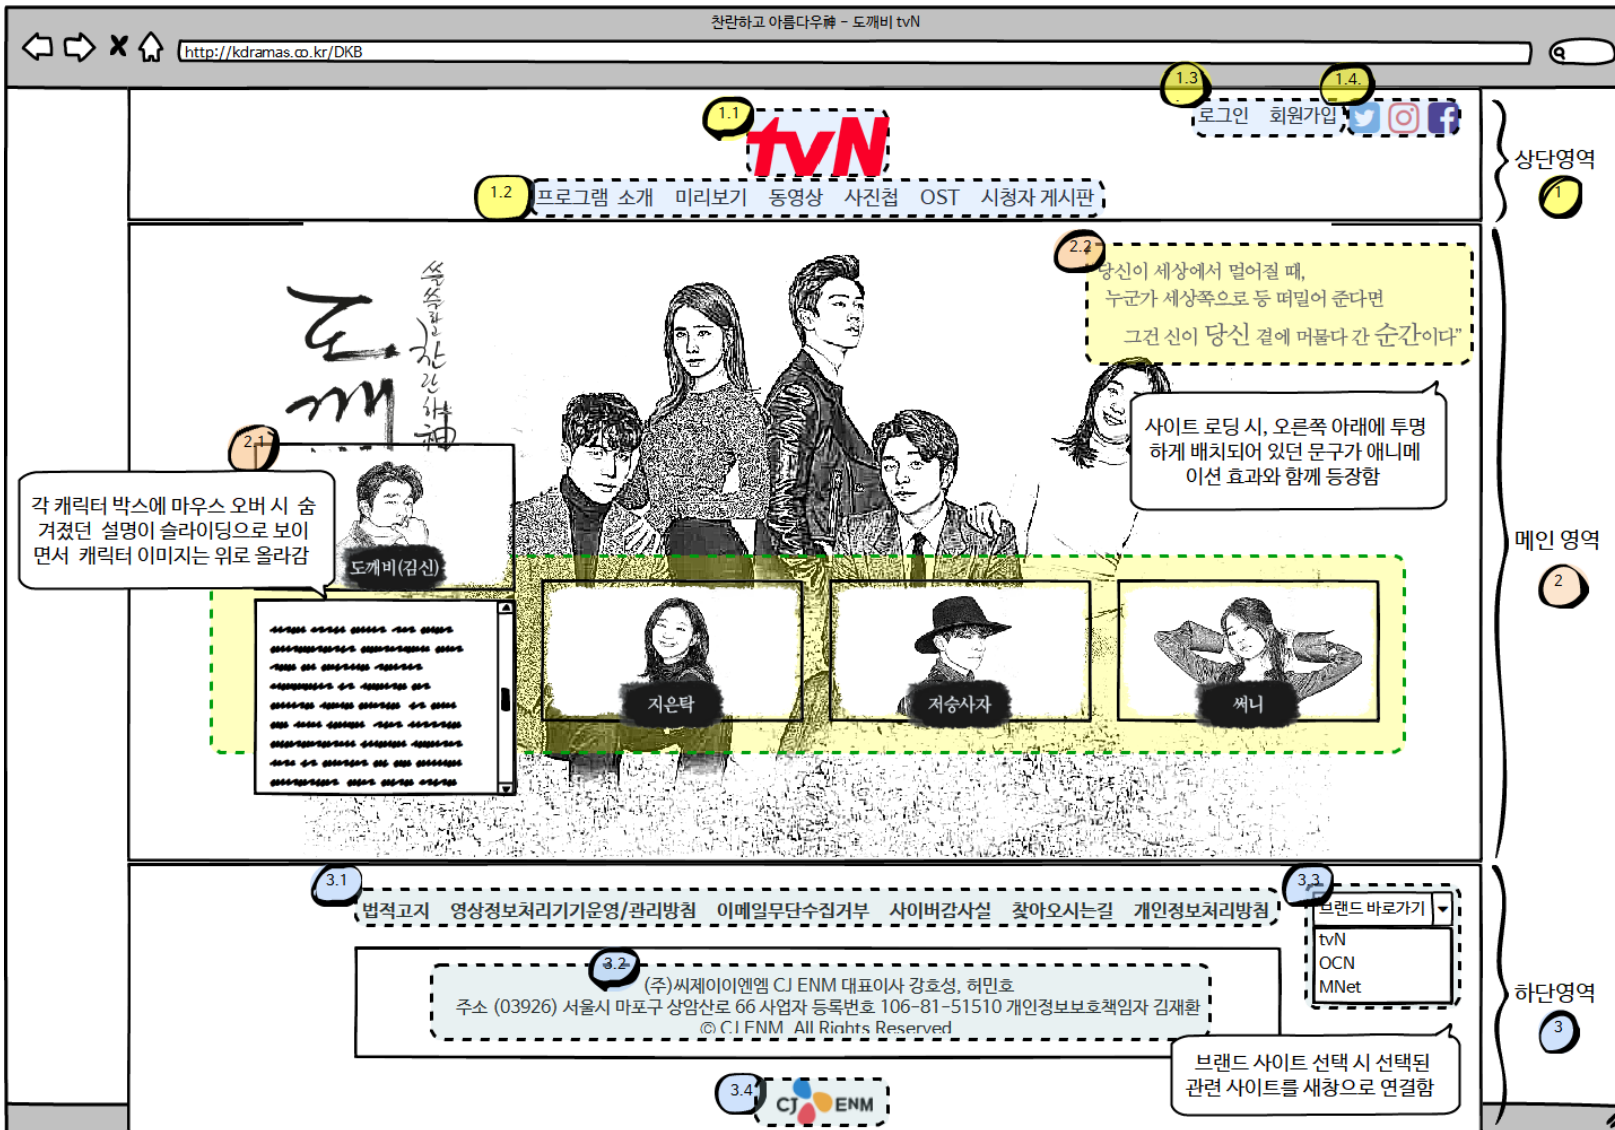 찬란하고 아름다우神 - 도깨비 tvN
http://kdramas.co.kr/DKB
1.3
1.4.
로그인 회원가입
1.1
tvN
상단영역
1
1.2
프로그램 소개 미리보기 동영상 사진첩 OST 시청자 게시판
2.2
당신이 세상에서 멀어질 때,
누군가 세상쪽으로 등 떠밀어 준다면
그건 신이 당신 곁에 머물다 간 순간이다"
쓸쓸하고 찬란하神
도깨
사이트 로딩 시, 오른쪽 아래에 투명
하게 배치되어 있던 문구가 애니메
이션 효과와 함께 등장함
2.1
각 캐릭터 박스에 마우스 오버 시 숨
겨졌던 설명이 슬라이딩으로 보이
면서 캐릭터 이미지는 위로 올라감
도깨비(김신)
메인 영역
2
지은탁
저승사자
써니
3.1
법적고지 영상정보처리기기운영/관리방침 이메일무단수집거부 사이버감사실 찾아오시는길 개인정보처리방침
3.3
브랜드 바로가기
tvN
OCN
MNet
3.2
(주)씨제이이엔엠 CJ ENM 대표이사 강호성, 허민호
주소 (03926) 서울시 마포구 상암산로 66 사업자 등록번호 106-81-51510 개인정보보호책임자 김재환
© CJ ENM. All Rights Reserved
하단영역
3
브랜드 사이트 선택 시 선택된
관련 사이트를 새창으로 연결함
3.4
CJ ENM